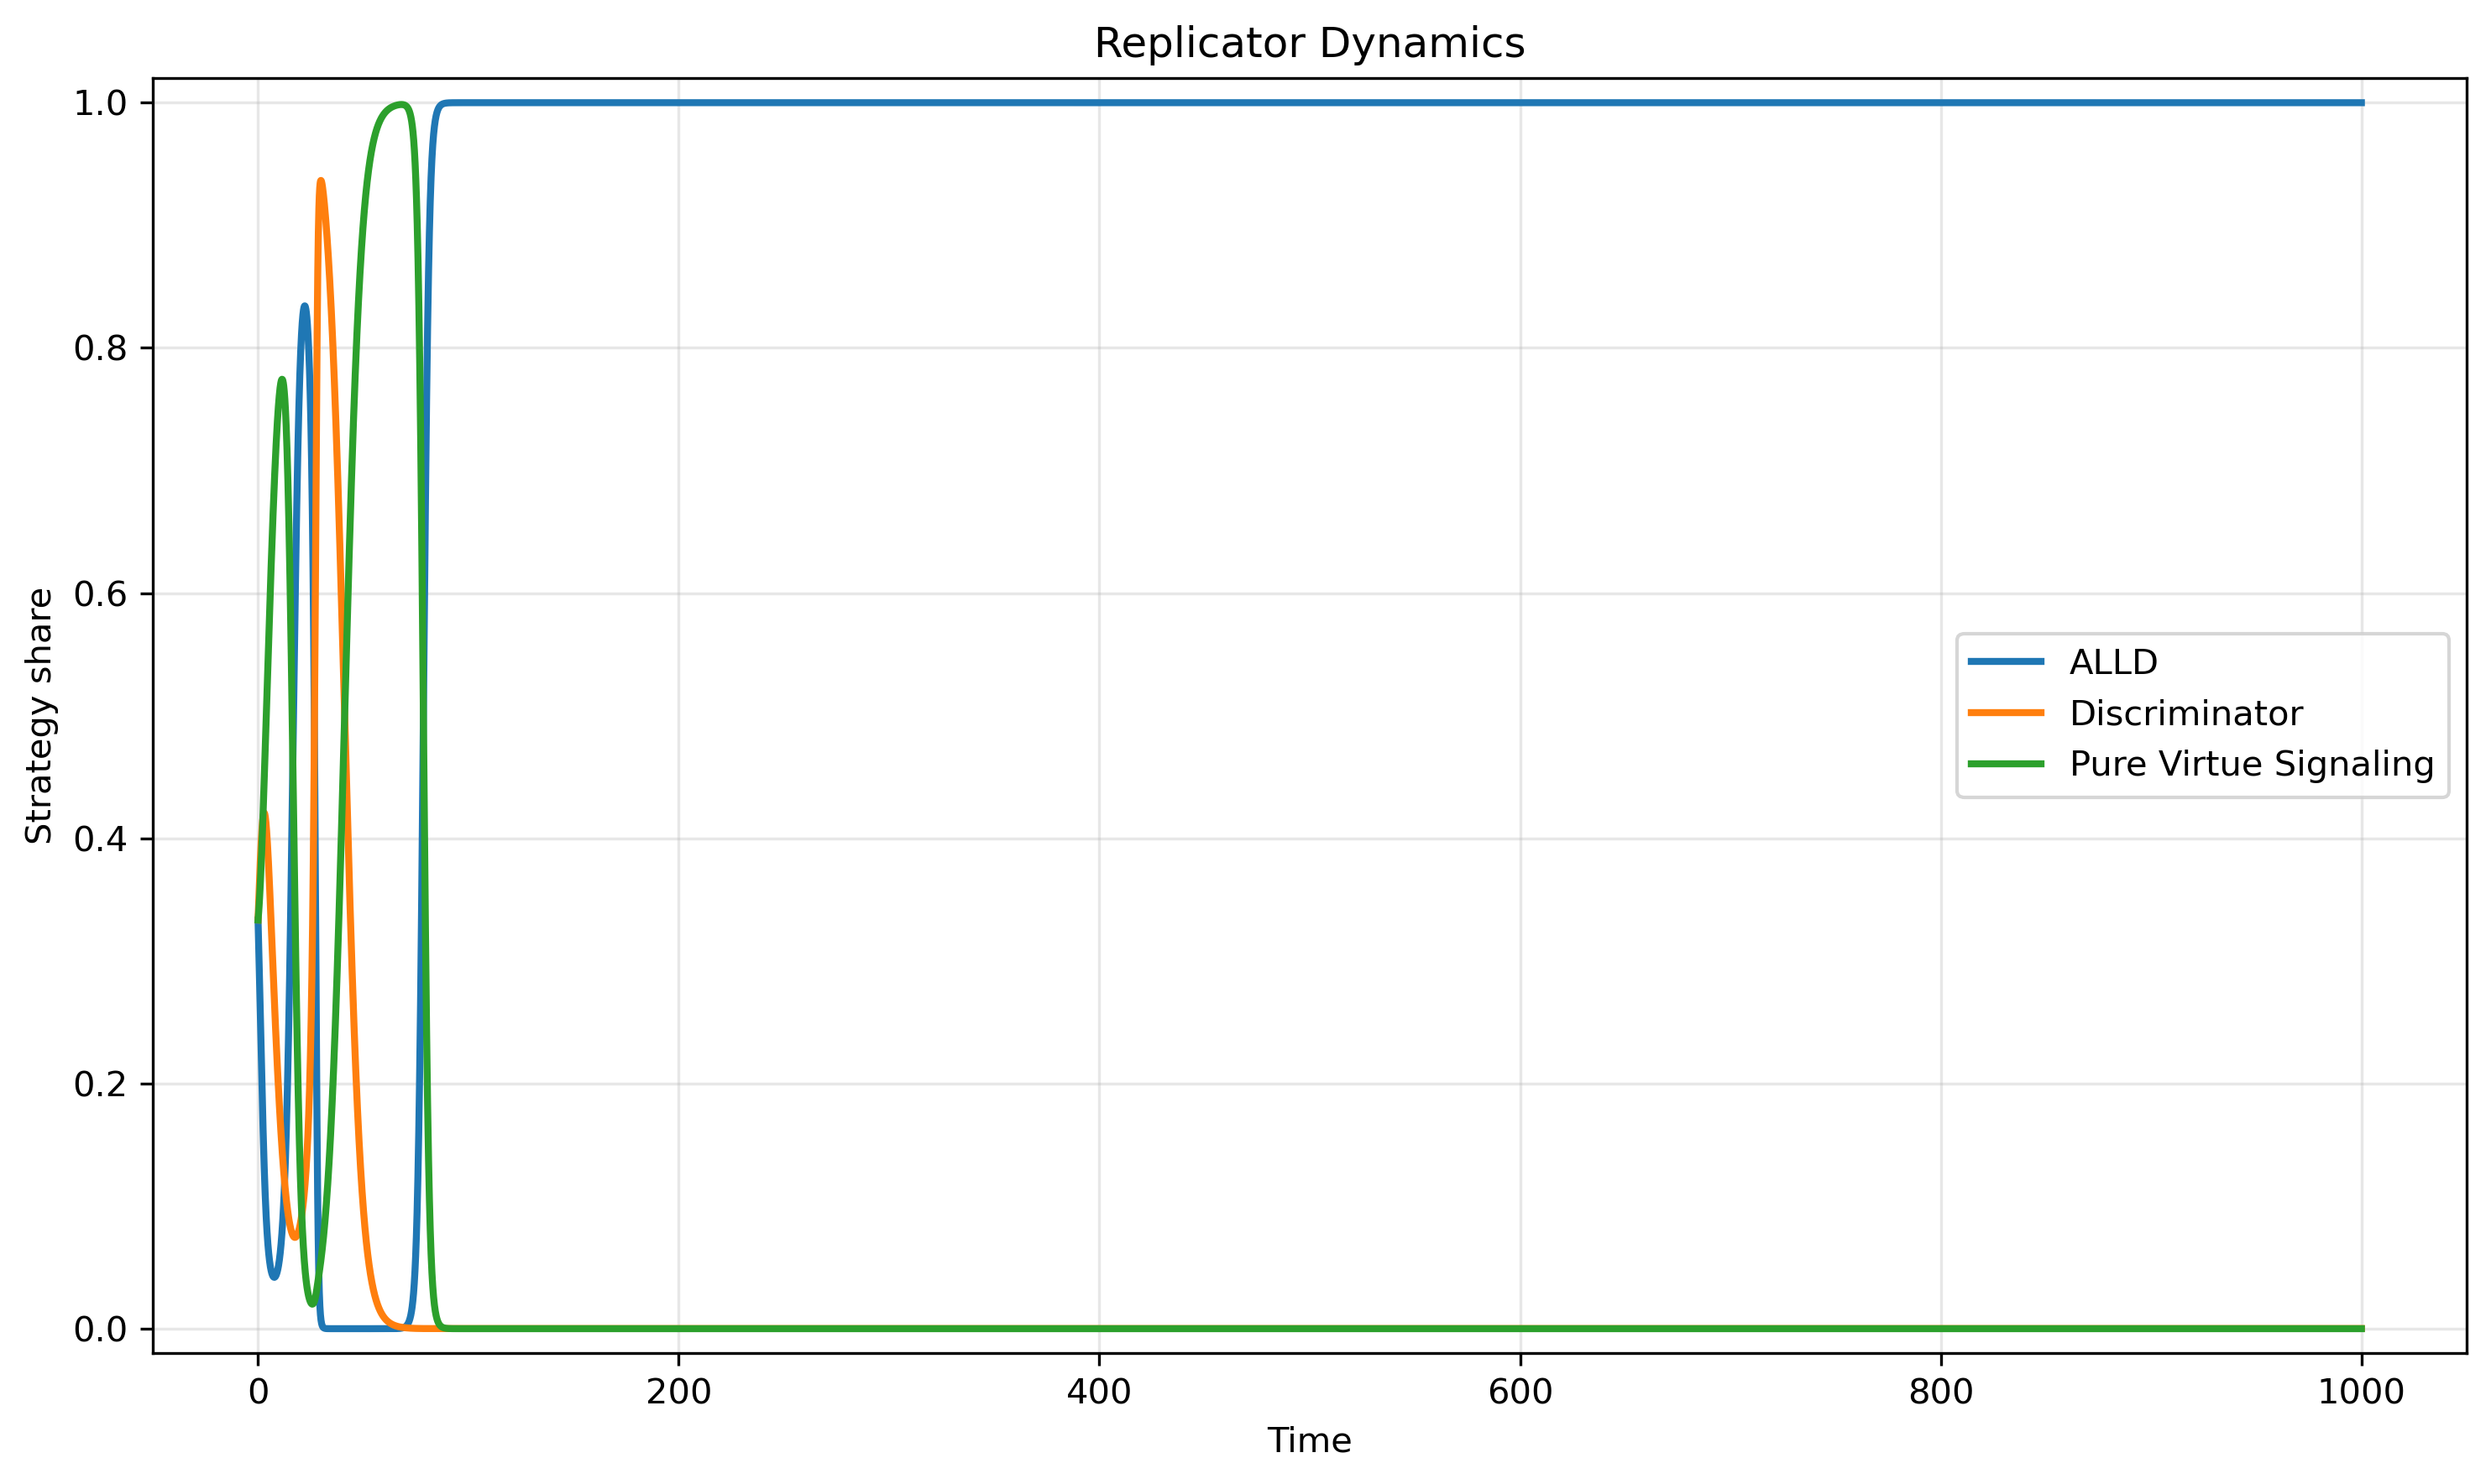 Replicator Dynamics
Strategy share
1.0
0.8
0.6
0.4
0.2
0.0
ALLD
Discriminator
Pure Virtue Signaling
0
200
400
600
800
1000
Time